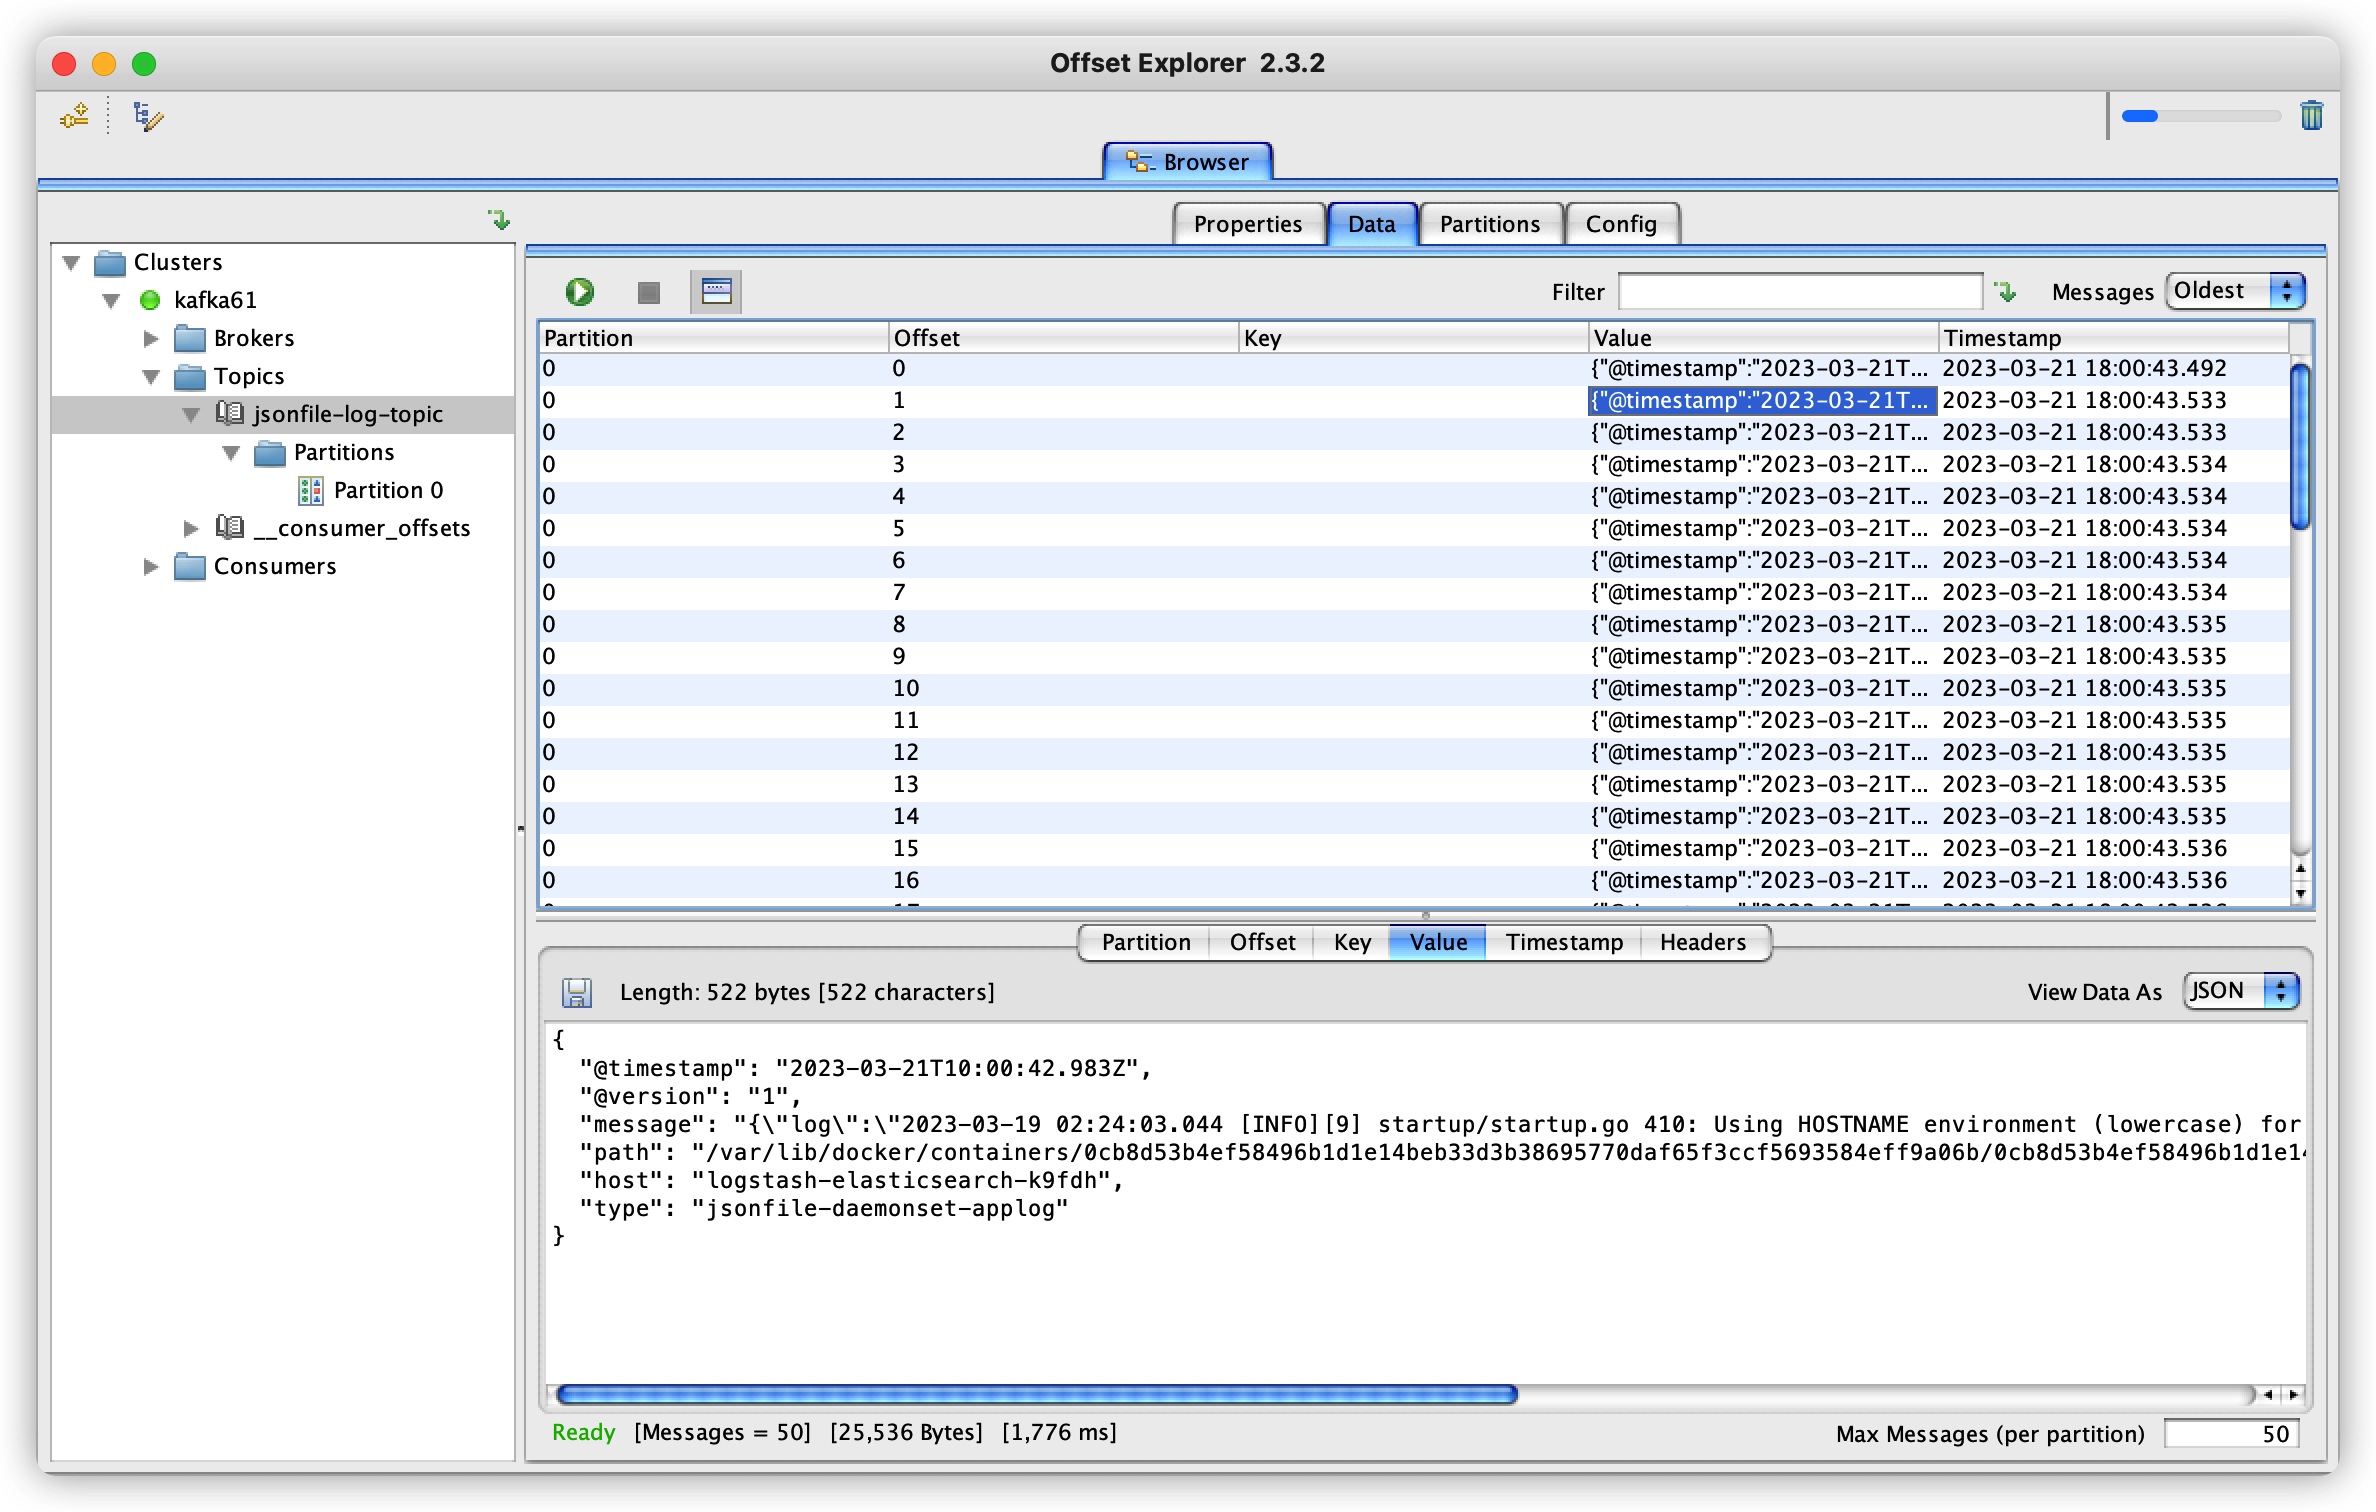 Offset Explorer  2.3.2
Browser
Clusters
kafka61
Brokers
Topics
jsonfile-log-topic
Partitions
Partition 0
__consumer_offsets
Consumers
Properties Data Partitions Config
Filter Messages Oldest
Partition Offset Key Value Timestamp
0 0 {"@timestamp":"2023-03-21T... 2023-03-21 18:00:43.492
0 1 {"@timestamp":"2023-03-21T... 2023-03-21 18:00:43.533
0 2 {"@timestamp":"2023-03-21T... 2023-03-21 18:00:43.533
0 3 {"@timestamp":"2023-03-21T... 2023-03-21 18:00:43.534
0 4 {"@timestamp":"2023-03-21T... 2023-03-21 18:00:43.534
0 5 {"@timestamp":"2023-03-21T... 2023-03-21 18:00:43.534
0 6 {"@timestamp":"2023-03-21T... 2023-03-21 18:00:43.534
0 7 {"@timestamp":"2023-03-21T... 2023-03-21 18:00:43.534
0 8 {"@timestamp":"2023-03-21T... 2023-03-21 18:00:43.535
0 9 {"@timestamp":"2023-03-21T... 2023-03-21 18:00:43.535
0 10 {"@timestamp":"2023-03-21T... 2023-03-21 18:00:43.535
0 11 {"@timestamp":"2023-03-21T... 2023-03-21 18:00:43.535
0 12 {"@timestamp":"2023-03-21T... 2023-03-21 18:00:43.535
0 13 {"@timestamp":"2023-03-21T... 2023-03-21 18:00:43.535
0 14 {"@timestamp":"2023-03-21T... 2023-03-21 18:00:43.535
0 15 {"@timestamp":"2023-03-21T... 2023-03-21 18:00:43.536
0 16 {"@timestamp":"2023-03-21T... 2023-03-21 18:00:43.536
Partition Offset Key Value Timestamp Headers
Length: 522 bytes [522 characters] View Data As JSON
{
"@timestamp": "2023-03-21T10:00:42.983Z",
"@version": "1",
"message": "{\"log\":\"2023-03-19 02:24:03.044 [INFO][9] startup/startup.go 410: Using HOSTNAME environment (lowercase) for
"path": "/var/lib/docker/containers/0cb8d53b4ef58496b1d1e14beb33d3b38695770daf65f3ccf5693584eff9a06b/0cb8d53b4ef58496b1d1e14
"host": "logstash-elasticsearch-k9fdh",
"type": "jsonfile-daemonset-applog"
}
Ready [Messages = 50] [25,536 Bytes] [1,776 ms] Max Messages (per partition) 50